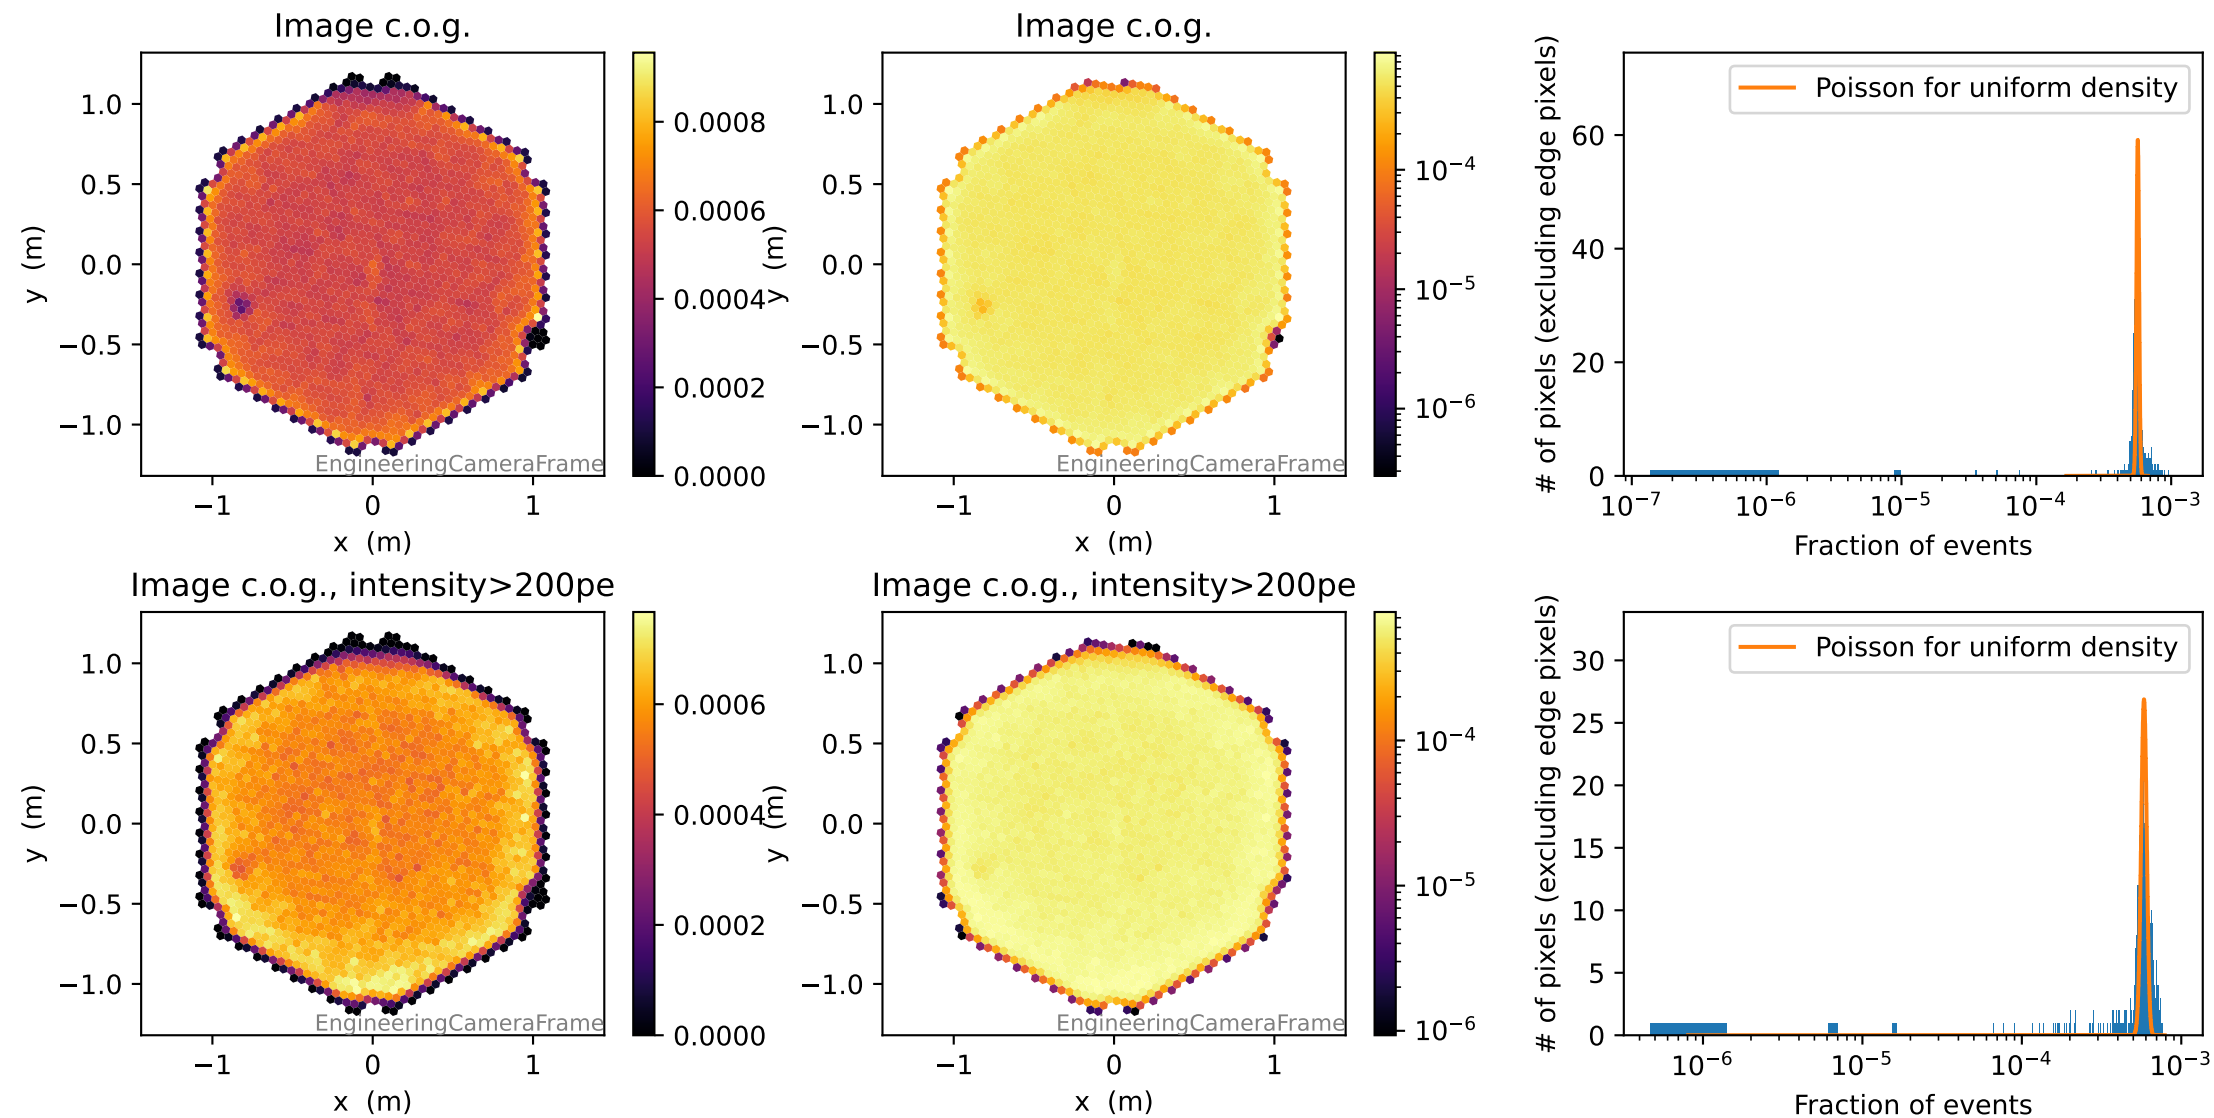 Image c.o.g.
y (m)
1.0
0.5
0.0
−0.5
−1.0
EngineeringCameraFrame
−1 0 1
x (m)
0.0008
0.0006
0.0004
0.0002
0.0000
Image c.o.g.
y (m)
1.0
0.5
0.0
−0.5
−1.0
EngineeringCameraFrame
−1 0 1
x (m)
10⁻⁴
10⁻⁵
10⁻⁶
# of pixels (excluding edge pixels)
60
40
20
0
Poisson for uniform density
10⁻⁷ 10⁻⁶ 10⁻⁵ 10⁻⁴ 10⁻³
Fraction of events
Image c.o.g., intensity>200pe
y (m)
1.0
0.5
0.0
−0.5
−1.0
EngineeringCameraFrame
−1 0 1
x (m)
0.0006
0.0004
0.0002
0.0000
Image c.o.g., intensity>200pe
y (m)
1.0
0.5
0.0
−0.5
−1.0
EngineeringCameraFrame
−1 0 1
x (m)
10⁻⁴
10⁻⁵
10⁻⁶
# of pixels (excluding edge pixels)
30
25
20
15
10
5
0
Poisson for uniform density
10⁻⁶ 10⁻⁵ 10⁻⁴ 10⁻³
Fraction of events